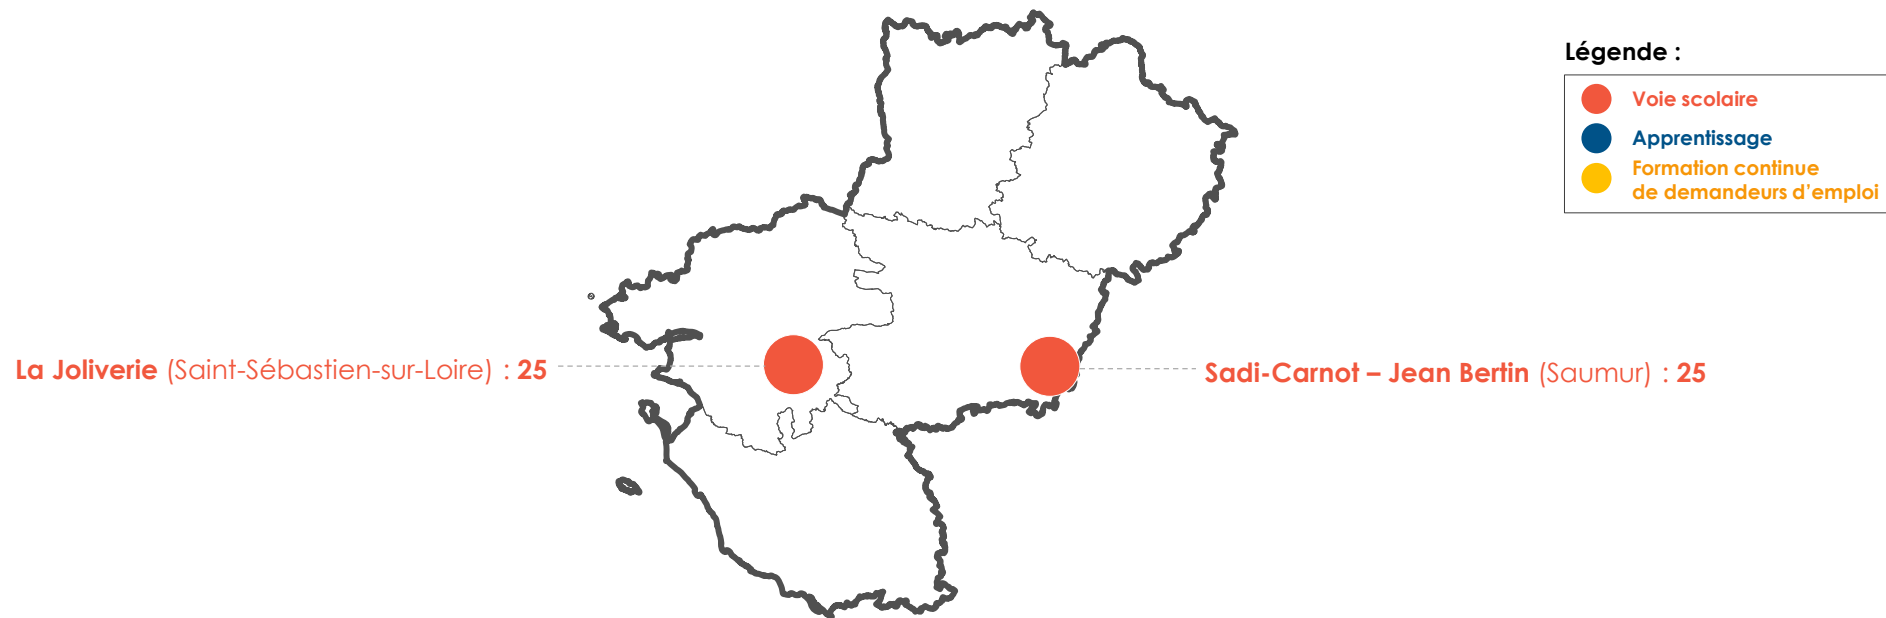 Légende :
Voie scolaire
Apprentissage
Formation continue
de demandeurs d'emploi
La Joliverie (Saint-Sébastien-sur-Loire) : 25
Sadi-Carnot – Jean Bertin (Saumur) : 25